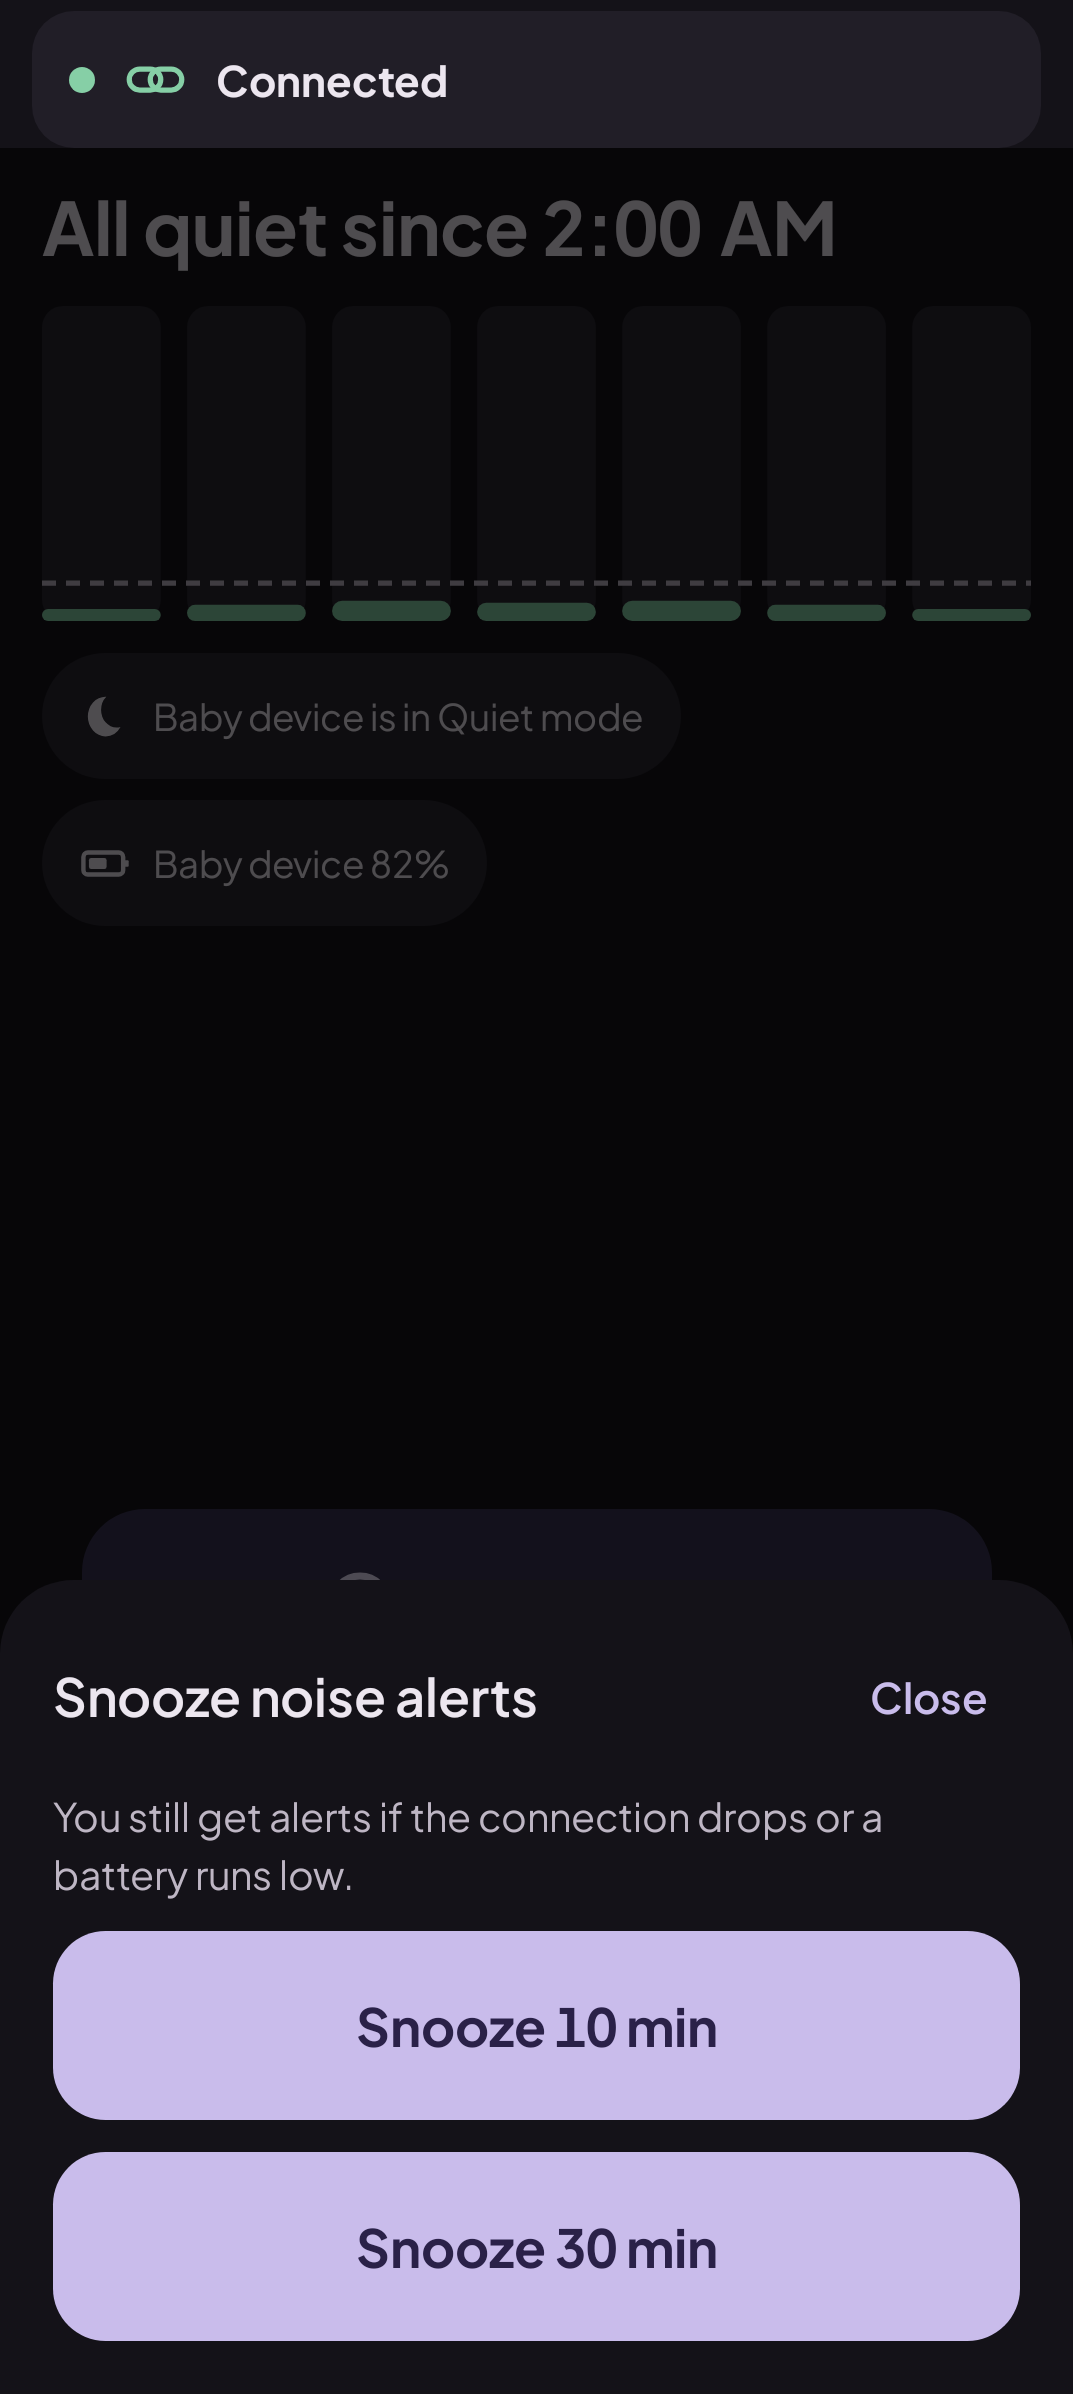 Connected
All quiet since 2:00 AM
Baby device is in Quiet mode
Baby device 82%
Snooze noise alerts
Close
You still get alerts if the connection drops or a
battery runs low.
Snooze 10 min
Snooze 30 min